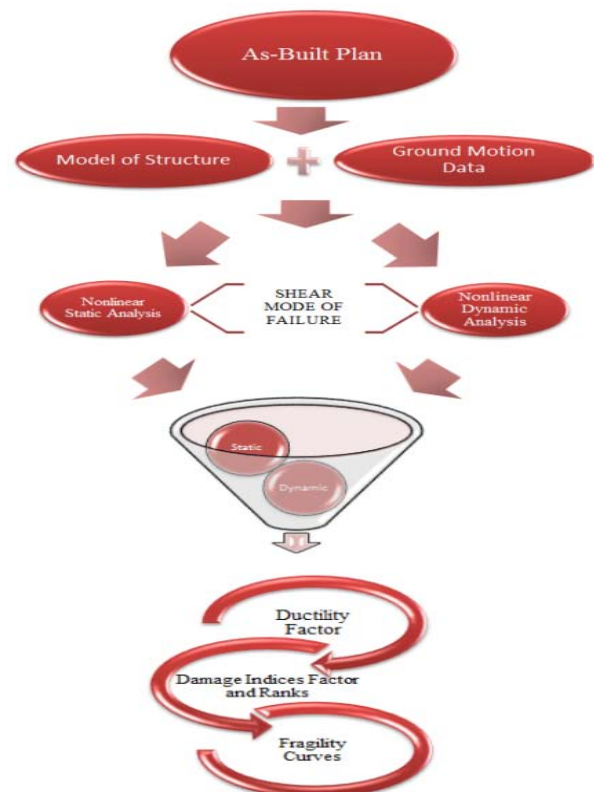 As-Built Plan
Model of Structure
Ground Motion
Data
Nonlinear
Static Analysis
SHEAR
MODE OF
FAILURE
Nonlinear
Dynamic
Analysis
Static
Dynamic
Ductility
Factor
Damage Indices Factor
and Ranks
Fragility
Curves